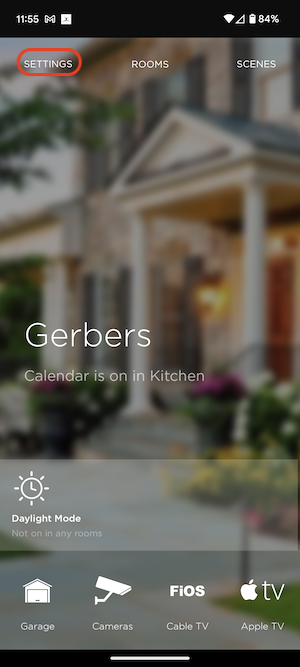 11:55 84%
SETTINGS ROOMS SCENES
Gerbers
Calendar is on in Kitchen
Daylight Mode
Not on in any rooms
FiOS tv
Garage Cameras Cable TV Apple TV